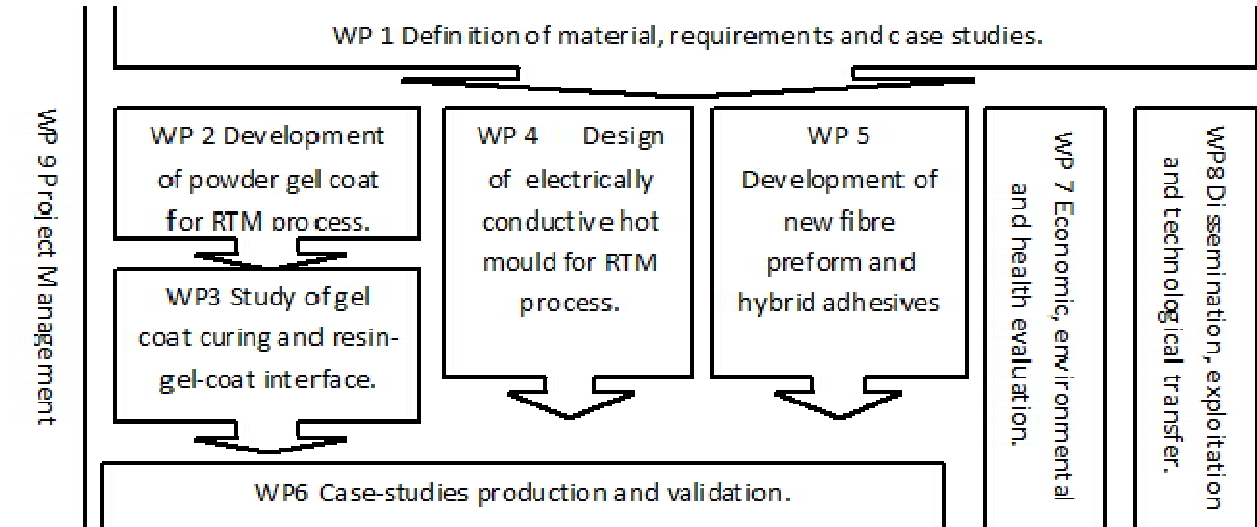 WP 1 Definition of material, requirements and case studies.
WP 9 Project Management
WP 2 Development
of powder gel coat
for RTM process.
WP3 Study of gel
coat curing and resin-
gel-coat interface.
WP 4 Design
of electrically
conductive hot
mould for RTM
process.
WP 5
Development of
new fibre
preform and
hybrid adhesives
WP 7 Economic, environmental
and health evaluation.
WP8 Dissemination, exploitation
and technological transfer.
WP6 Case-studies production and validation.